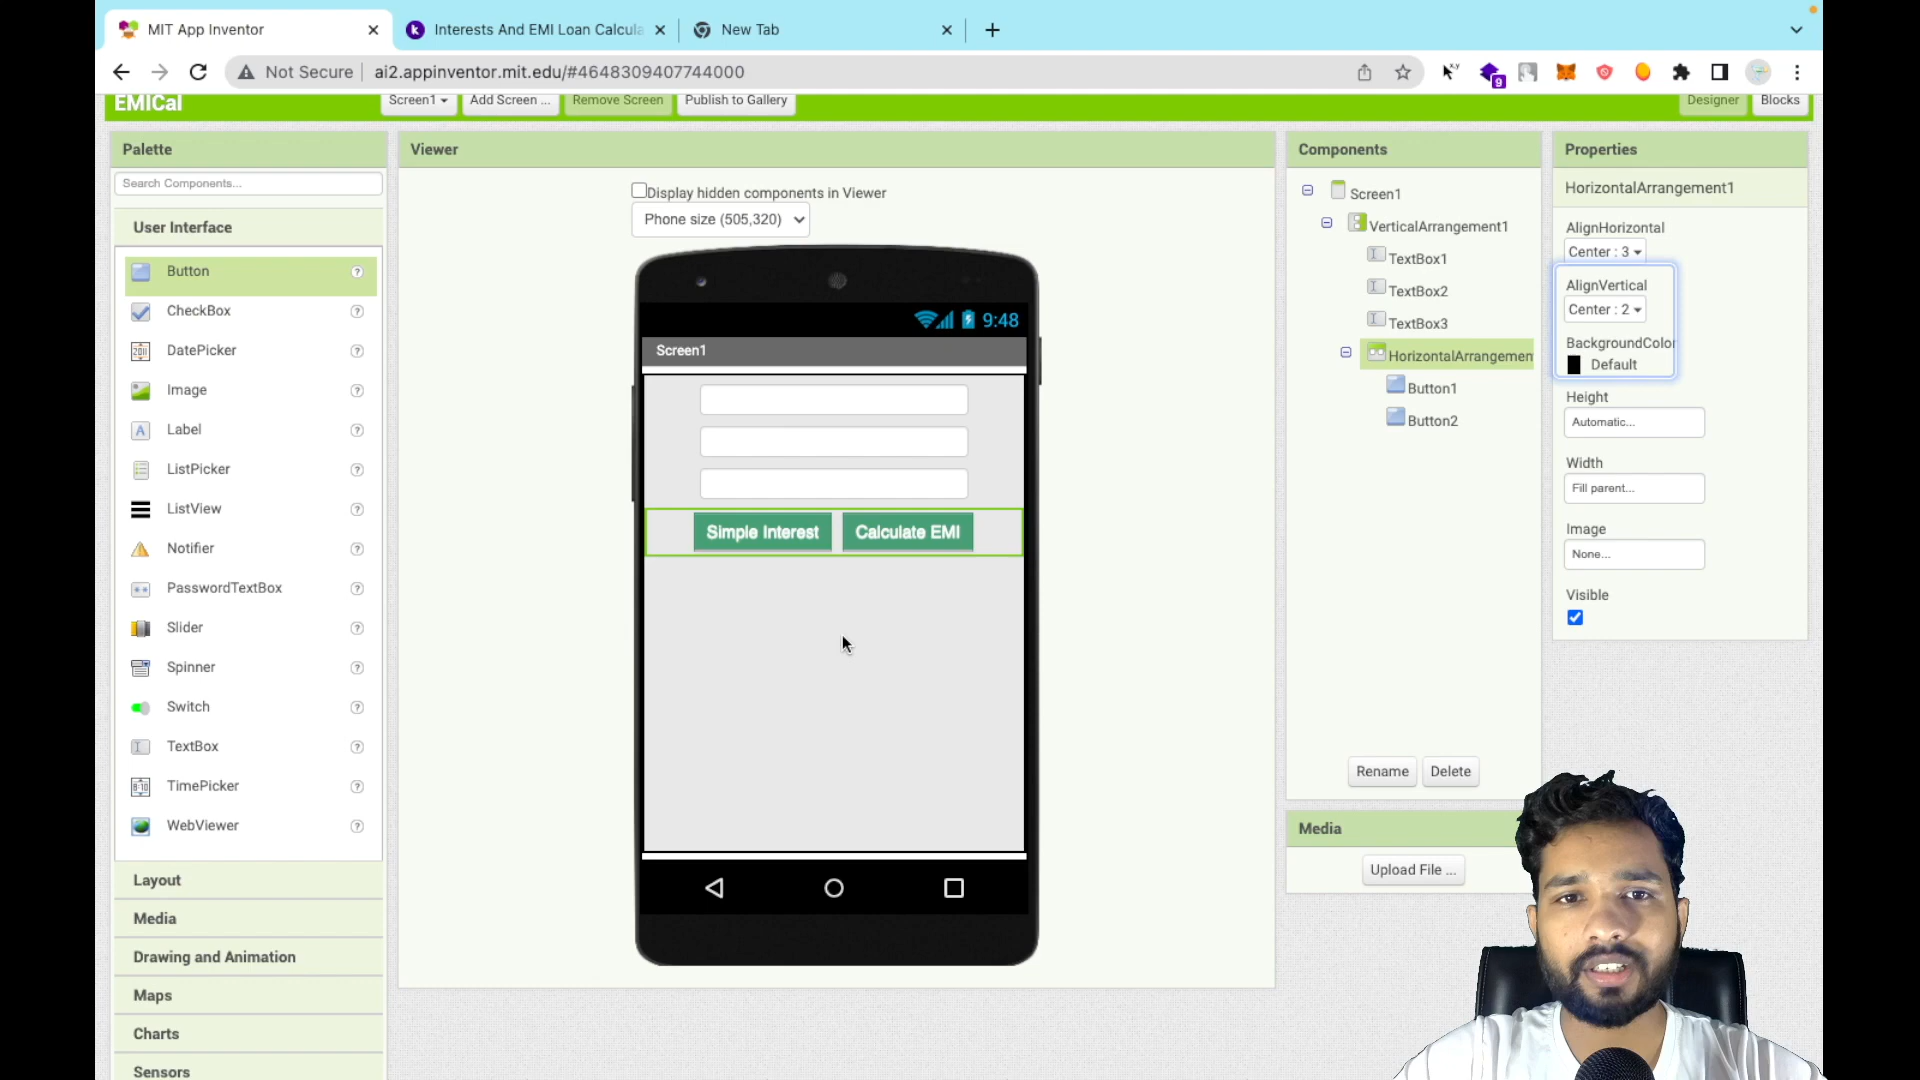 MIT App Inventor
Interests And EMI Loan Calcula
New Tab
Not Secure
ai2.appinventor.mit.edu/#4648309407744000
9
EMICal
Screen1
Add Screen ...
Remove Screen
Publish to Gallery
Designer
Blocks
Palette
Search Components...
User Interface
Button
CheckBox
DatePicker
Image
Label
ListPicker
ListView
Notifier
PasswordTextBox
Slider
Spinner
Switch
TextBox
TimePicker
WebViewer
Layout
Media
Drawing and Animation
Maps
Charts
Sensors
Viewer
Display hidden components in Viewer
Phone size (505,320)
9:48
Screen1
Simple Interest
Calculate EMI
Components
Screen1
VerticalArrangement1
TextBox1
TextBox2
TextBox3
HorizontalArrangemen
Button1
Button2
Rename
Delete
Media
Upload File ...
Properties
HorizontalArrangement1
AlignHorizontal
Center : 3
AlignVertical
Center : 2
BackgroundColor
Default
Height
Automatic...
Width
Fill parent...
Image
None...
Visible